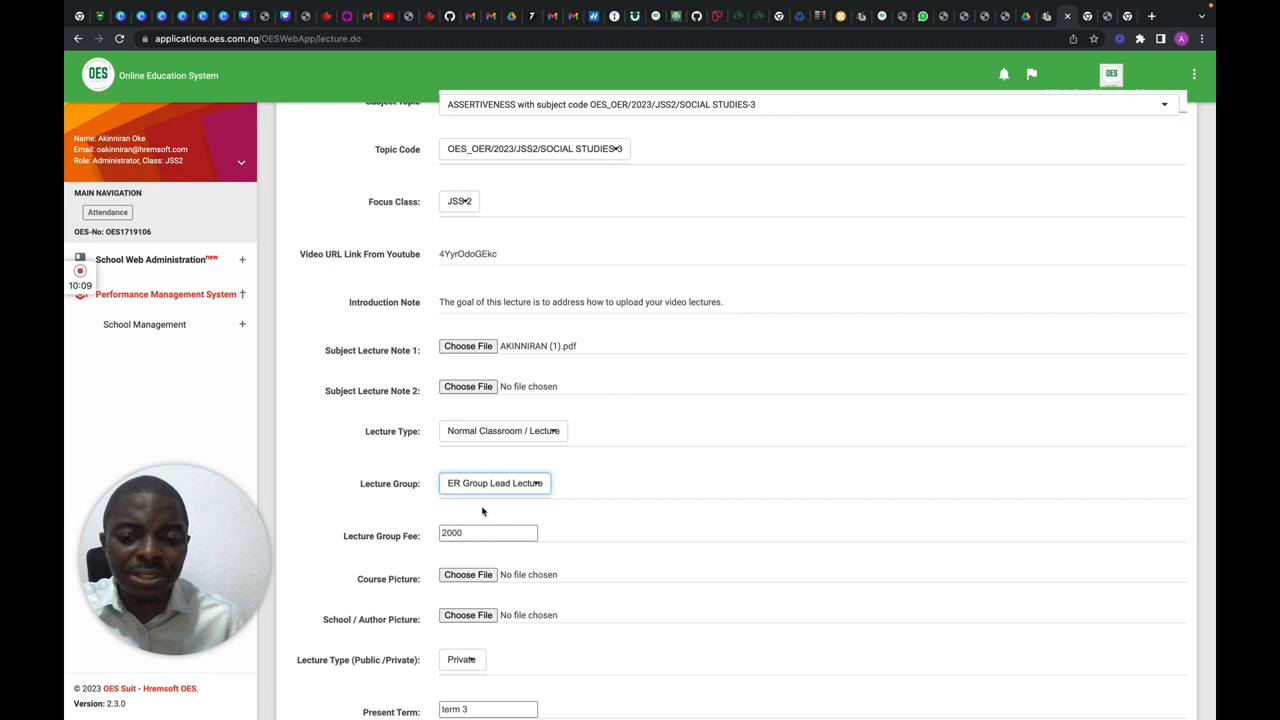 applications.oes.com.ng/OESWebApp/lecture.do
A
OES
Online Education System
OES
Subject Topic
ASSERTIVENESS with subject code OES_OER/2023/JSS2/SOCIAL STUDIES-3
Name: Akinniran Oke
Email: oakinniran@hremsoft.com
Role: Administrator, Class: JSS2
Topic Code
OES_OER/2023/JSS2/SOCIAL STUDIES-3
MAIN NAVIGATION
Attendance
Focus Class:
JSS 2
OES-No: OES1719106
School Web Administration new
Video URL Link From Youtube
4YyrOdoGEkc
10:09
Performance Management System
Introduction Note
The goal of this lecture is to address how to upload your video lectures.
School Management
Subject Lecture Note 1:
Choose File AKINNIRAN (1).pdf
Subject Lecture Note 2:
Choose File No file chosen
Lecture Type:
Normal Classroom / Lecture
Lecture Group:
ER Group Lead Lecture
Lecture Group Fee:
2000
Course Picture:
Choose File No file chosen
School / Author Picture:
Choose File No file chosen
Lecture Type (Public /Private):
Private
© 2023 OES Suit - Hremsoft OES.
Version: 2.3.0
Present Term:
term 3